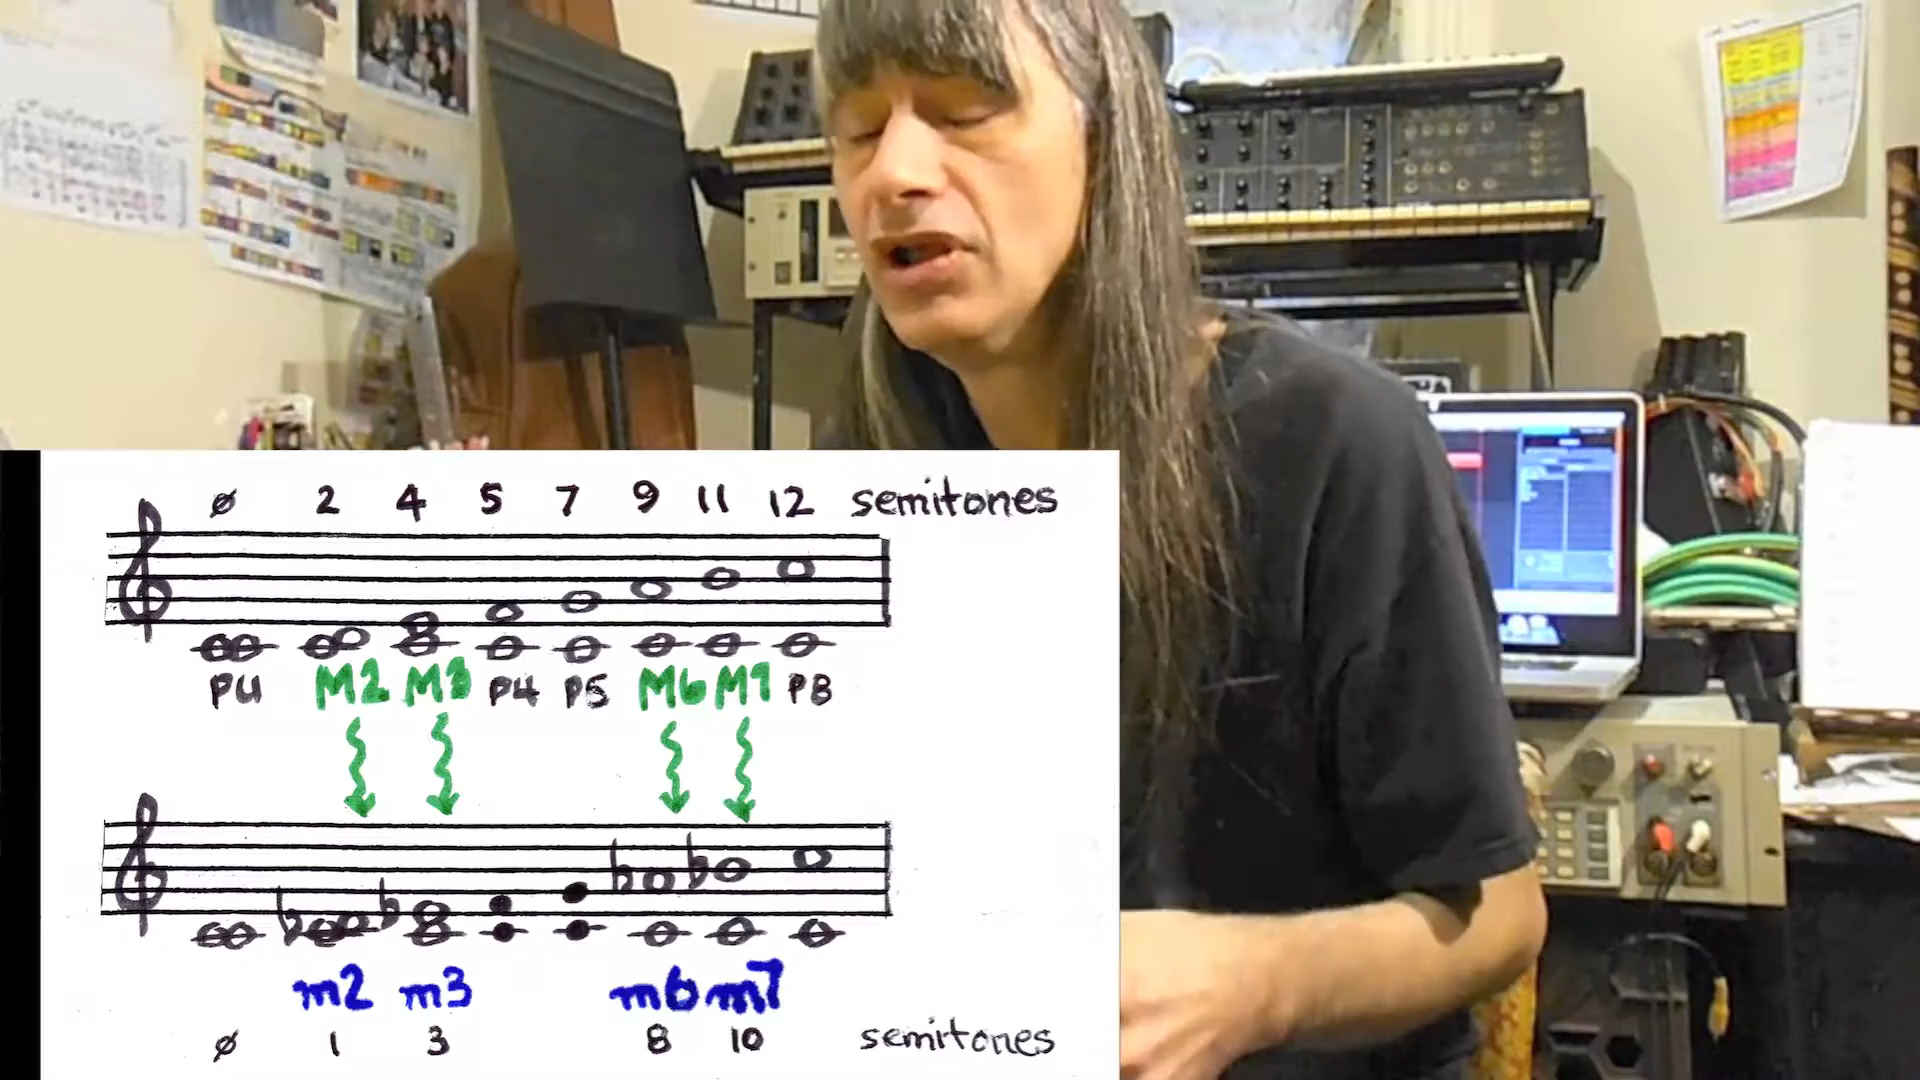 ø 2 4 5 7 9 11 12 semitones
PU M2 M3 P4 P5 M6 M7 P8
♭ ♭ ♭ ♭
m2 m3 m6 m7
ø 1 3 8 10 semitones